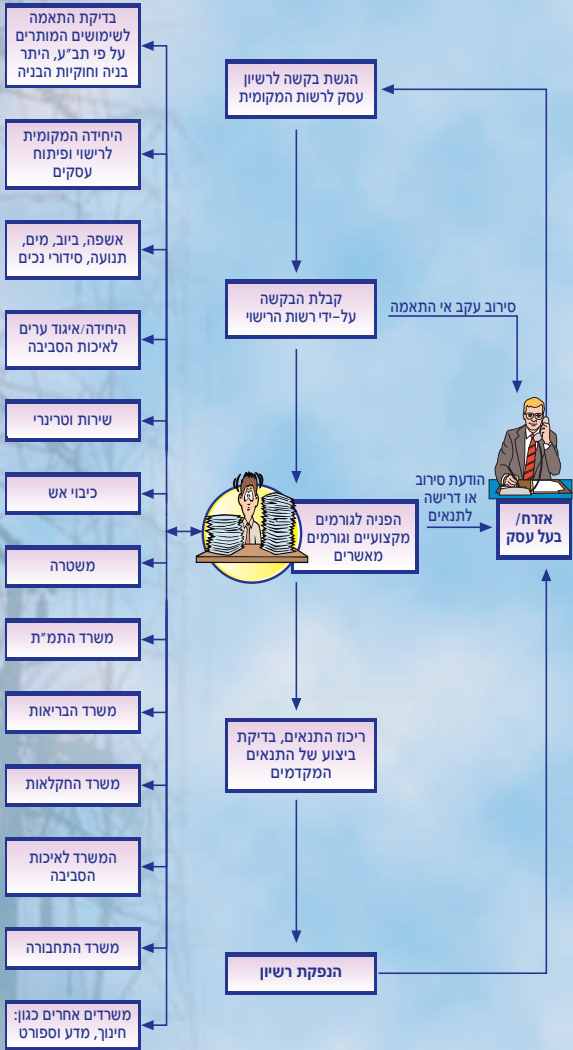 הגשת בקשה לרשיון
עסק לרשות המקומית
קבלת הבקשה
על-ידי רשות הרישוי
סירוב עקב אי התאמה
הפניה לגורמים
מקצועיים וגורמים
מאשרים
הודעת סירוב
או דרישה
לתנאים
אזרח/
בעל עסק
ריכוז התנאים, בדיקת
ביצוע של התנאים
המקדמים
הנפקת רשיון
בדיקת התאמה
לשימושים המותרים
על פי תב"ע, היתר
בניה וחוקיות הבניה
היחידה המקומית
לרישוי ופיתוח
עסקים
אשפה, ביוב, מים,
תנועה, סידורי נכים
היחידה/איגוד ערים
לאיכות הסביבה
שירות וטרינרי
כיבוי אש
משטרה
משרד התמ"ת
משרד הבריאות
משרד החקלאות
המשרד לאיכות
הסביבה
משרד התחבורה
משרדים אחרים כגון:
חינוך, מדע וספורט